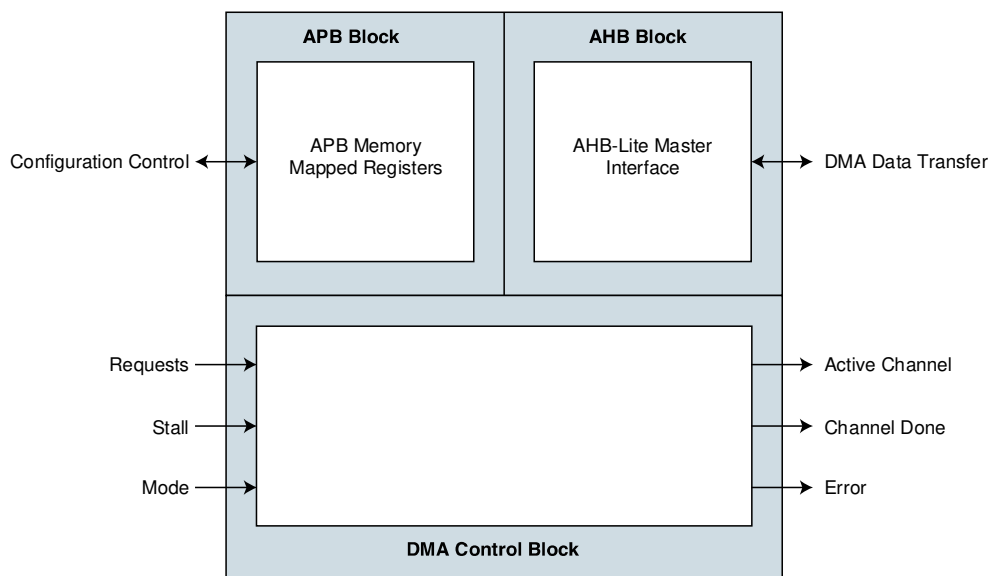 APB Block
AHB Block
APB Memory
Mapped Registers
AHB-Lite Master
Interface
Configuration Control
DMA Data Transfer
Requests
Active Channel
Stall
Channel Done
Mode
Error
DMA Control Block